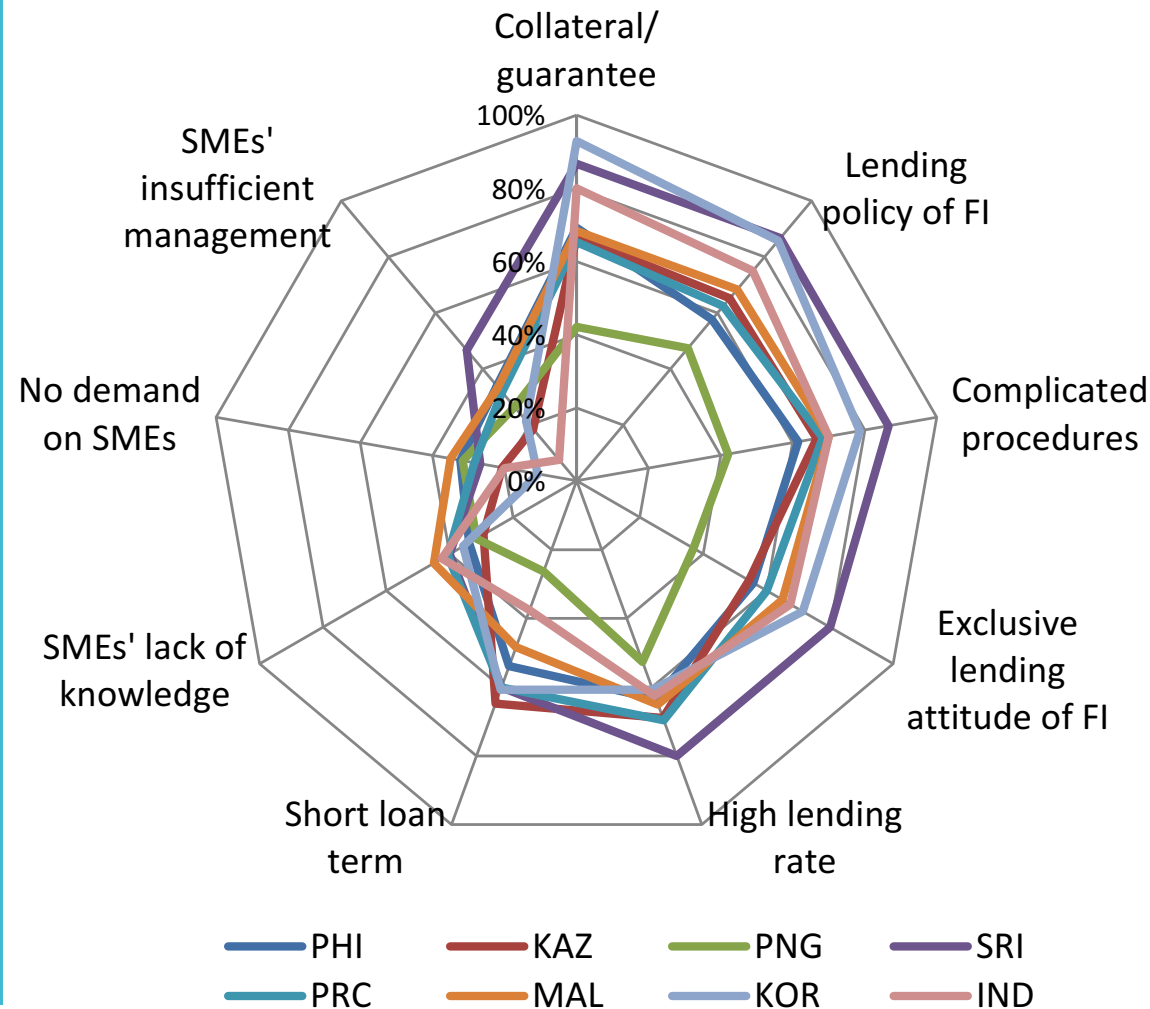 Collateral/
guarantee
100%
80%
60%
40%
20%
0%
Lending
policy of FI
Complicated
procedures
Exclusive
lending
attitude of FI
High lending
rate
Short loan
term
SMEs' lack of
knowledge
No demand
on SMEs
SMEs'
insufficient
management
PHI
KAZ
PNG
SRI
PRC
MAL
KOR
IND